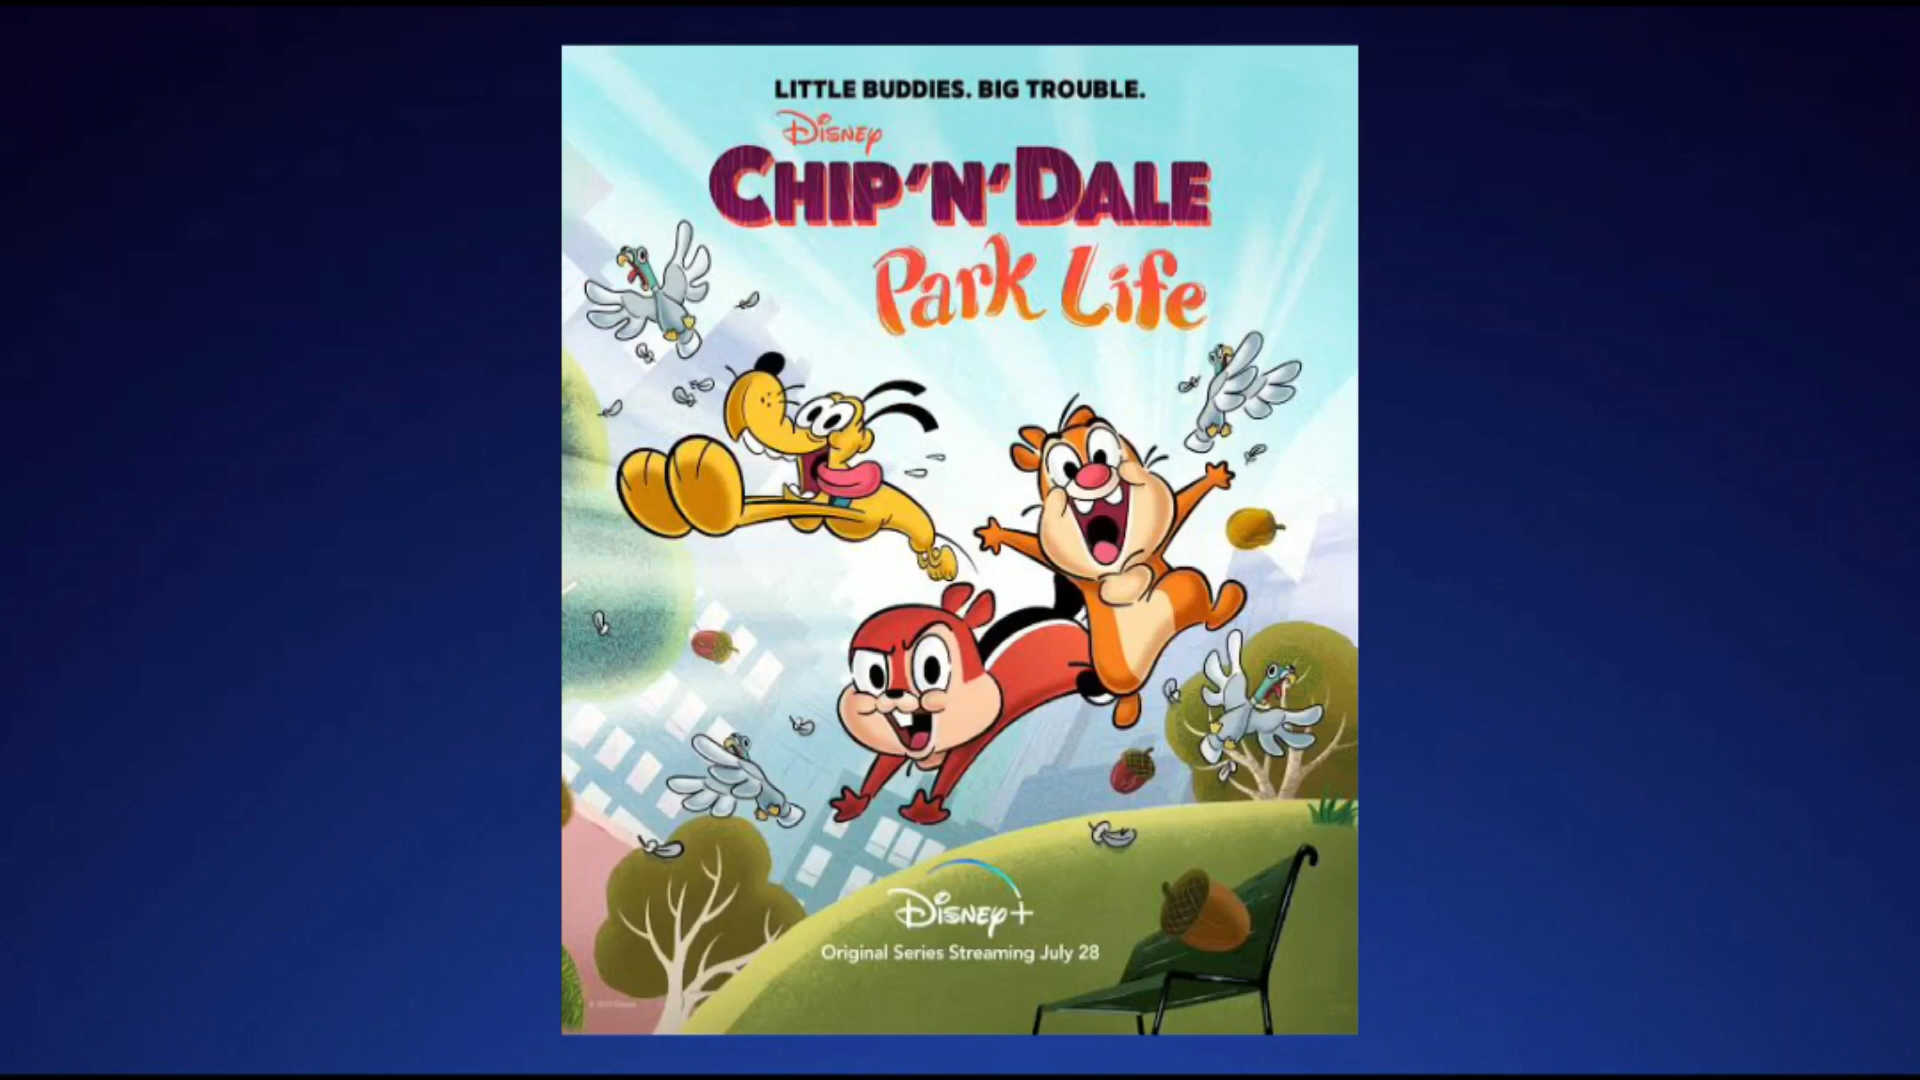 LITTLE BUDDIES. BIG TROUBLE.
Disney
CHIP'N'DALE
Park Life
Disney+
Original Series Streaming July 28